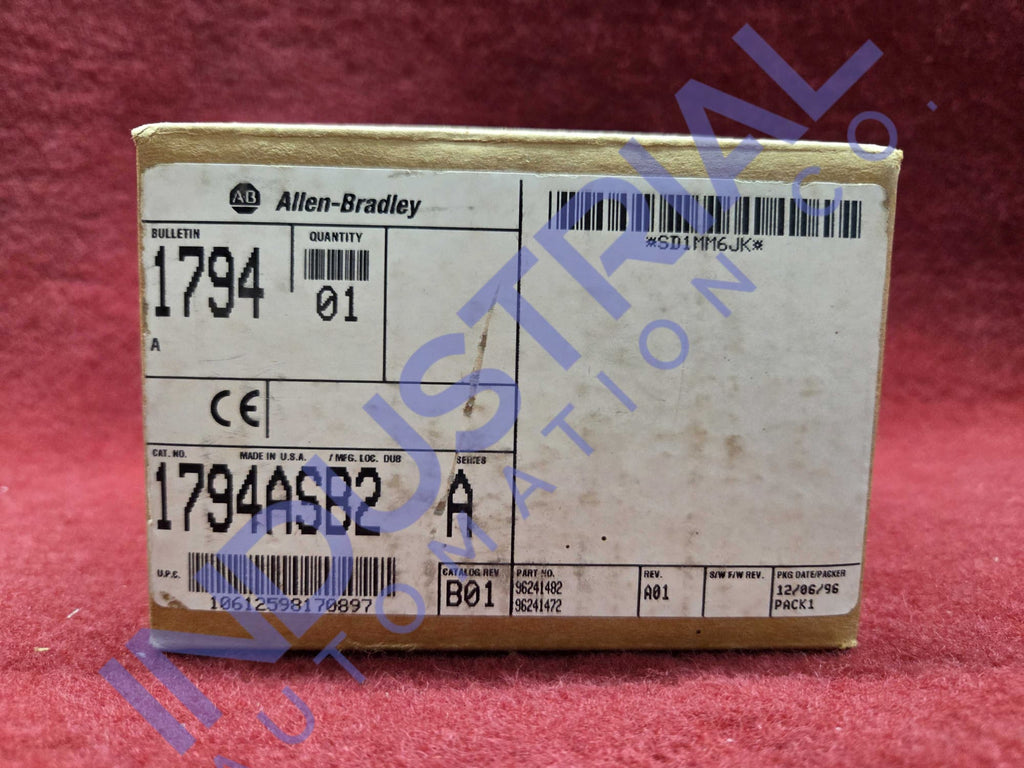 AB Allen-Bradley
BULLETIN
1794
A
QUANTITY
01
*SD1MM6JK*
CE
CAT. NO. MADE IN U.S.A. / MFG. LOC. DUB SERIES
1794ASB2 A
U.P.C.
10612598170897
CATALOG REV
B01
PART NO.
96241482
96241472
REV.
A01
S/W F/W REV.
PKG DATE/PACKER
12/06/96
PACK1
INDUSTRIAL
AUTOMATION CO.